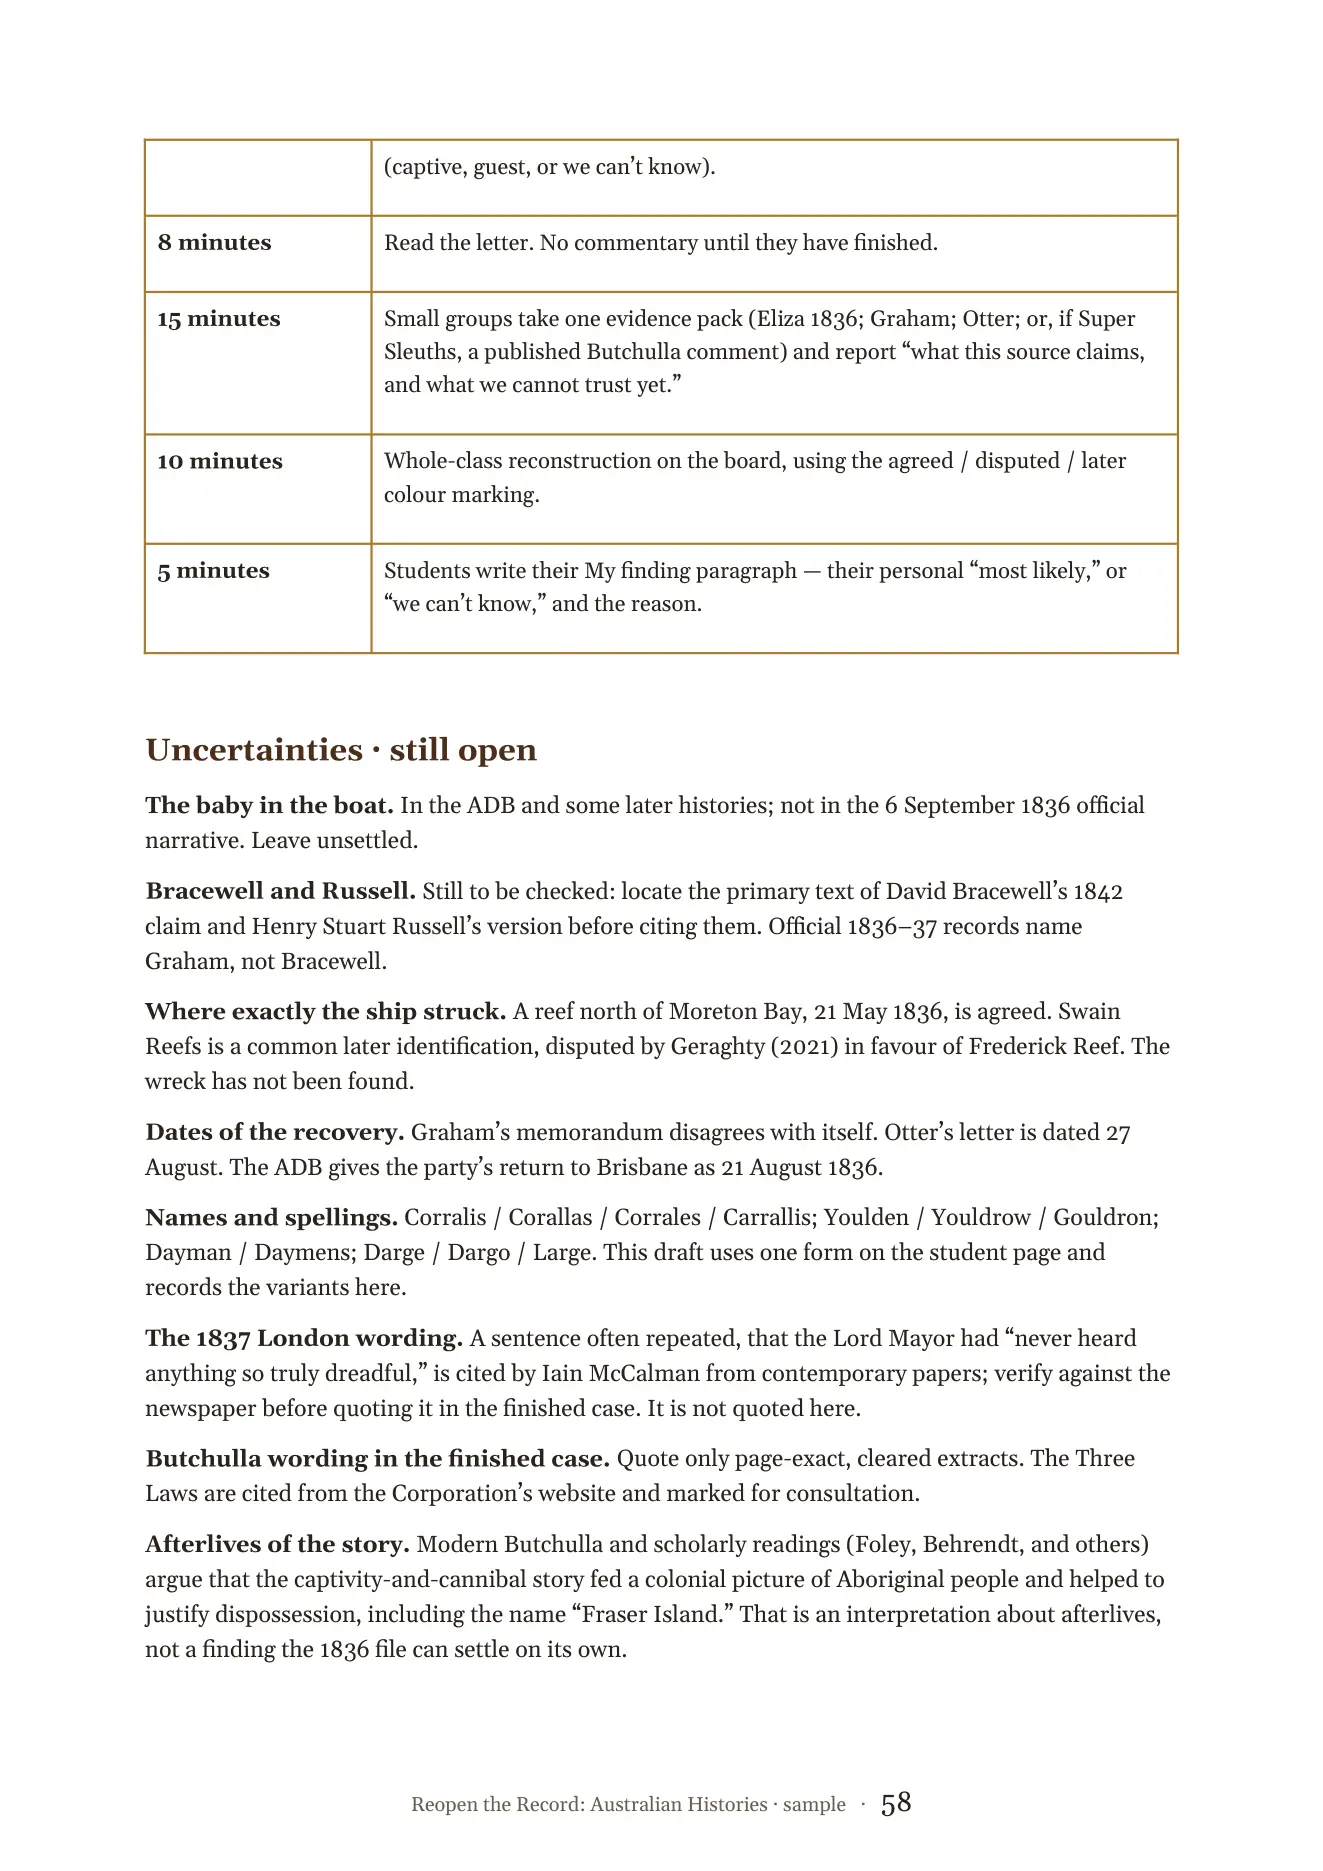 (captive, guest, or we can’t know).
8 minutes
Read the letter. No commentary until they have finished.
15 minutes
Small groups take one evidence pack (Eliza 1836; Graham; Otter; or, if Super
Sleuths, a published Butchulla comment) and report “what this source claims,
and what we cannot trust yet.”
10 minutes
Whole-class reconstruction on the board, using the agreed / disputed / later
colour marking.
5 minutes
Students write their My finding paragraph — their personal “most likely,” or
“we can’t know,” and the reason.
Uncertainties · still open
The baby in the boat. In the ADB and some later histories; not in the 6 September 1836 official
narrative. Leave unsettled.
Bracewell and Russell. Still to be checked: locate the primary text of David Bracewell’s 1842
claim and Henry Stuart Russell’s version before citing them. Official 1836–37 records name
Graham, not Bracewell.
Where exactly the ship struck. A reef north of Moreton Bay, 21 May 1836, is agreed. Swain
Reefs is a common later identification, disputed by Geraghty (2021) in favour of Frederick Reef. The
wreck has not been found.
Dates of the recovery. Graham’s memorandum disagrees with itself. Otter’s letter is dated 27
August. The ADB gives the party’s return to Brisbane as 21 August 1836.
Names and spellings. Corralis / Corallas / Corrales / Carrallis; Youlden / Youldrow / Gouldron;
Dayman / Daymens; Darge / Dargo / Large. This draft uses one form on the student page and
records the variants here.
The 1837 London wording. A sentence often repeated, that the Lord Mayor had “never heard
anything so truly dreadful,” is cited by Iain McCalman from contemporary papers; verify against the
newspaper before quoting it in the finished case. It is not quoted here.
Butchulla wording in the finished case. Quote only page-exact, cleared extracts. The Three
Laws are cited from the Corporation’s website and marked for consultation.
Afterlives of the story. Modern Butchulla and scholarly readings (Foley, Behrendt, and others)
argue that the captivity-and-cannibal story fed a colonial picture of Aboriginal people and helped to
justify dispossession, including the name “Fraser Island.” That is an interpretation about afterlives,
not a finding the 1836 file can settle on its own.
Reopen the Record: Australian Histories · sample · 58